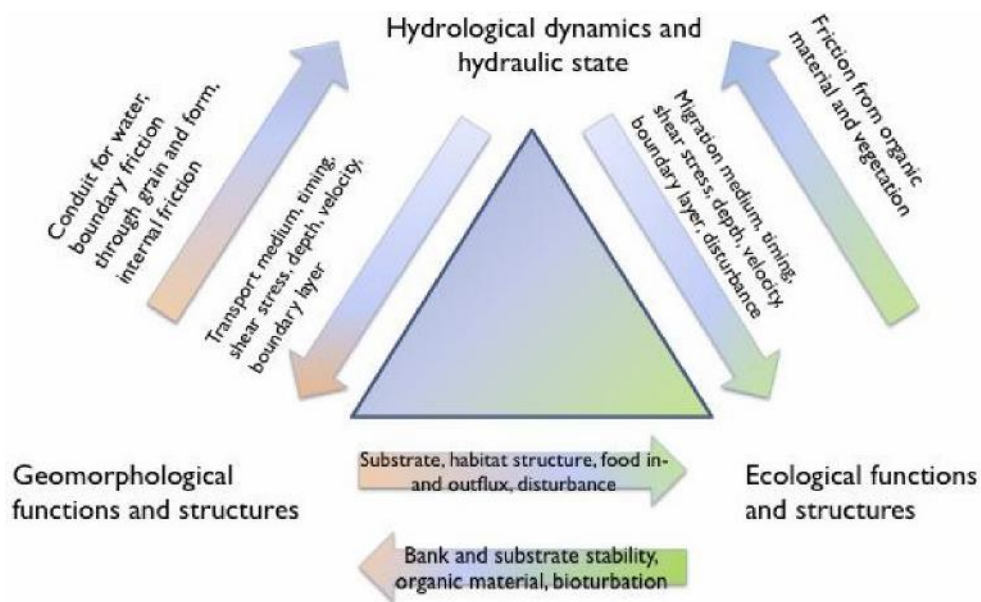 Hydrological dynamics and
hydraulic state
Conduit for water,
boundary friction
through grain and form,
internal friction
Transport medium, timing,
shear stress, depth, velocity,
boundary layer
Migration medium, timing,
shear stress, depth, velocity,
boundary layer, disturbance
Friction from organic
material and vegetation
Geomorphological
functions and structures
Substrate, habitat structure, food in-
and outflux, disturbance
Ecological functions
and structures
Bank and substrate stability,
organic material, bioturbation